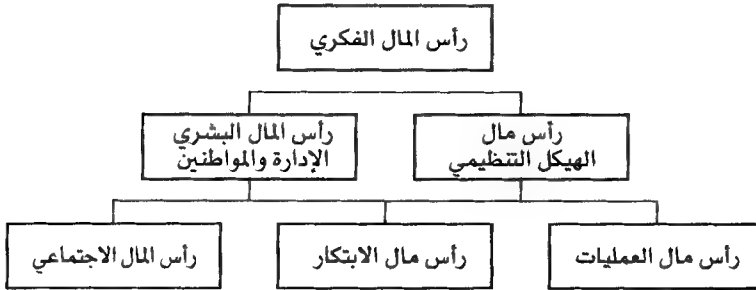 رأس المال الفكري
رأس مال
الهيكل التنظيمي
رأس المال البشري
الإدارة والمواطنين
رأس مال العمليات
رأس مال الابتكار
رأس المال الاجتماعي